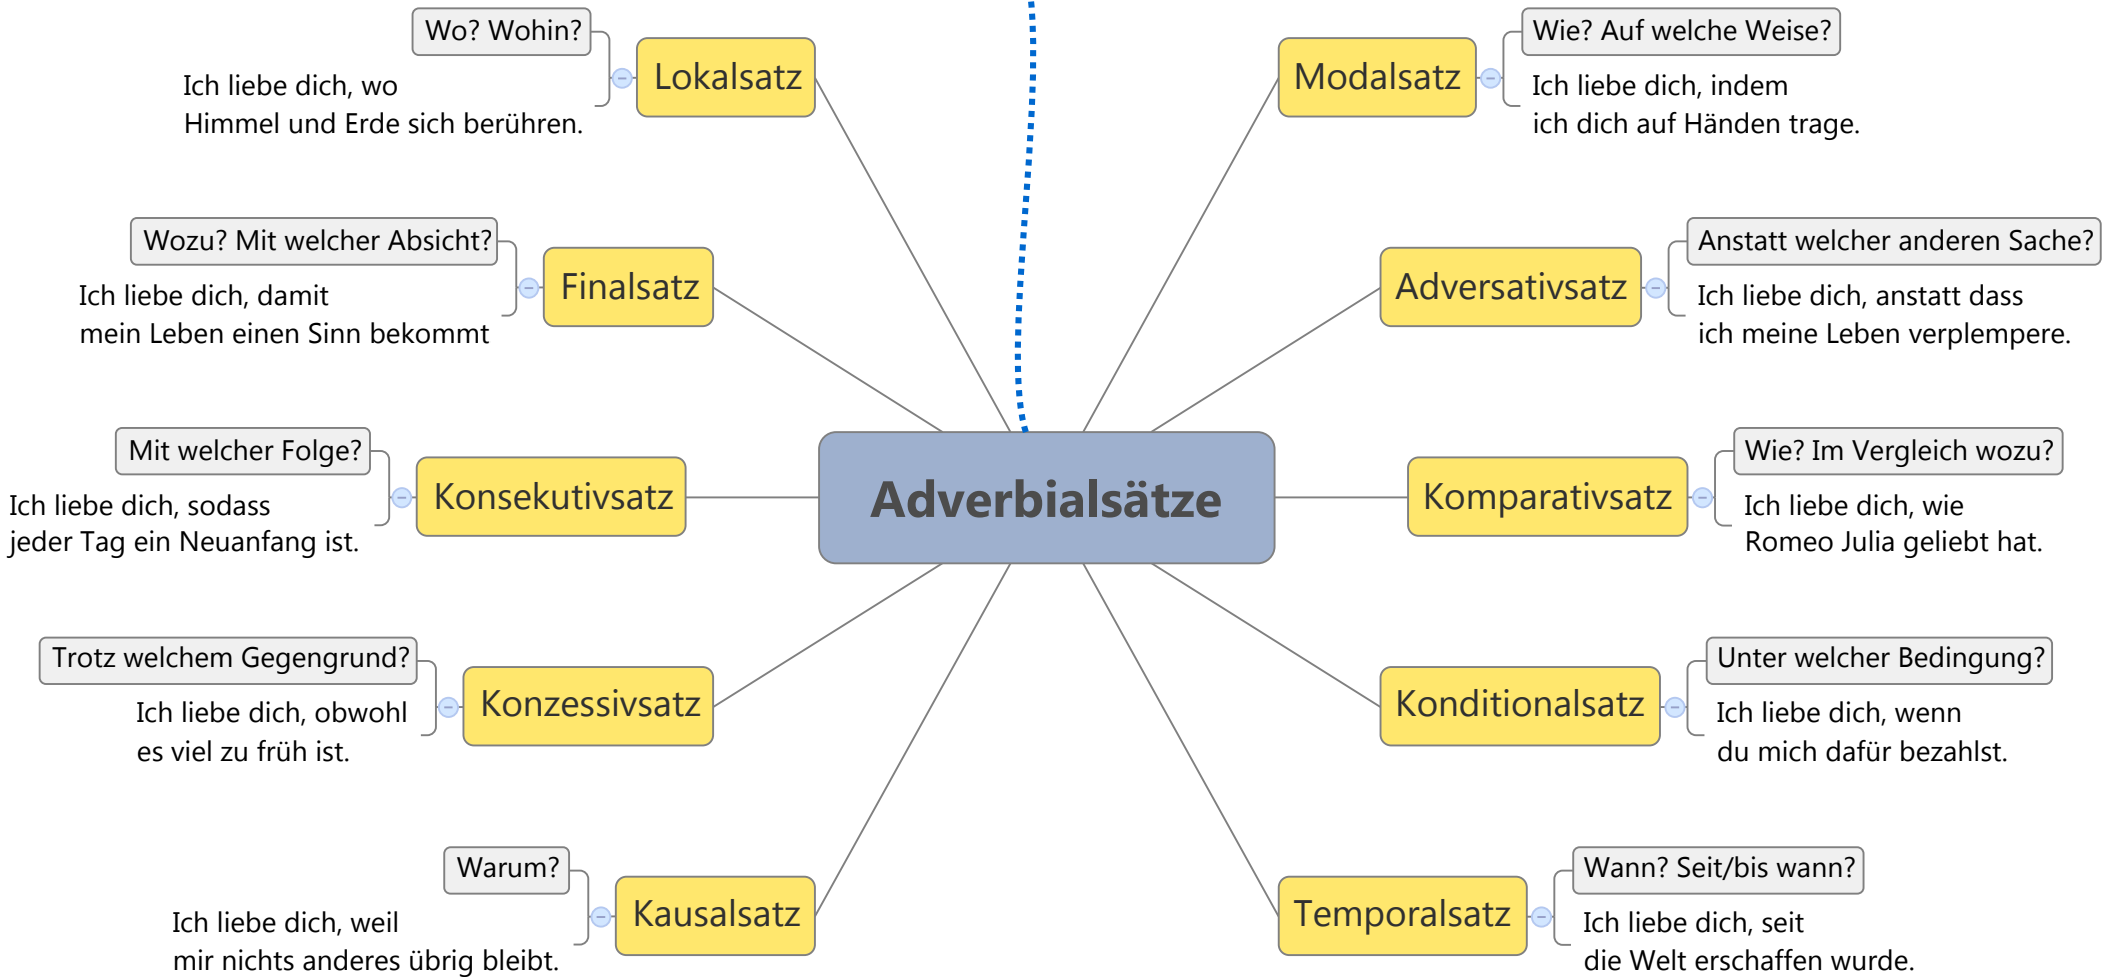 Wo? Wohin?
Lokalsatz
Ich liebe dich, wo
Himmel und Erde sich berühren.
Wozu? Mit welcher Absicht?
Finalsatz
Ich liebe dich, damit
mein Leben einen Sinn bekommt
Mit welcher Folge?
Konsekutivsatz
Ich liebe dich, sodass
jeder Tag ein Neuanfang ist.
Trotz welchem Gegengrund?
Konzessivsatz
Ich liebe dich, obwohl
es viel zu früh ist.
Warum?
Kausalsatz
Ich liebe dich, weil
mir nichts anderes übrig bleibt.
Adverbialsätze
Wie? Auf welche Weise?
Modalsatz
Ich liebe dich, indem
ich dich auf Händen trage.
Anstatt welcher anderen Sache?
Adversativsatz
Ich liebe dich, anstatt dass
ich meine Leben verplempere.
Wie? Im Vergleich wozu?
Komparativsatz
Ich liebe dich, wie
Romeo Julia geliebt hat.
Unter welcher Bedingung?
Konditionalsatz
Ich liebe dich, wenn
du mich dafür bezahlst.
Wann? Seit/bis wann?
Temporalsatz
Ich liebe dich, seit
die Welt erschaffen wurde.